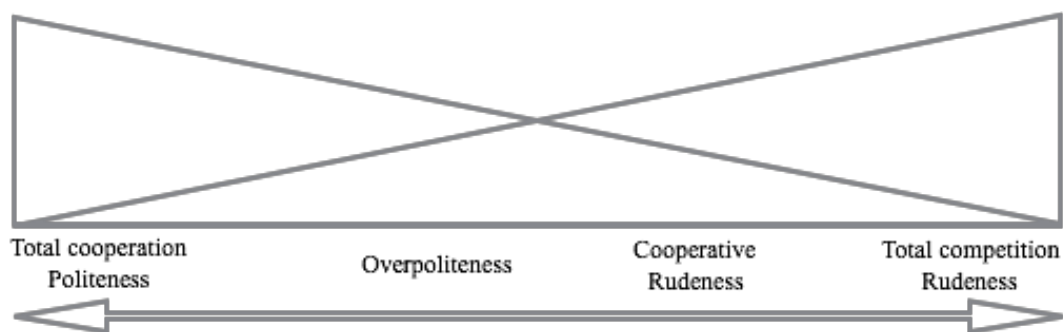 Total cooperation
Politeness
Overpoliteness
Cooperative
Rudeness
Total competition
Rudeness